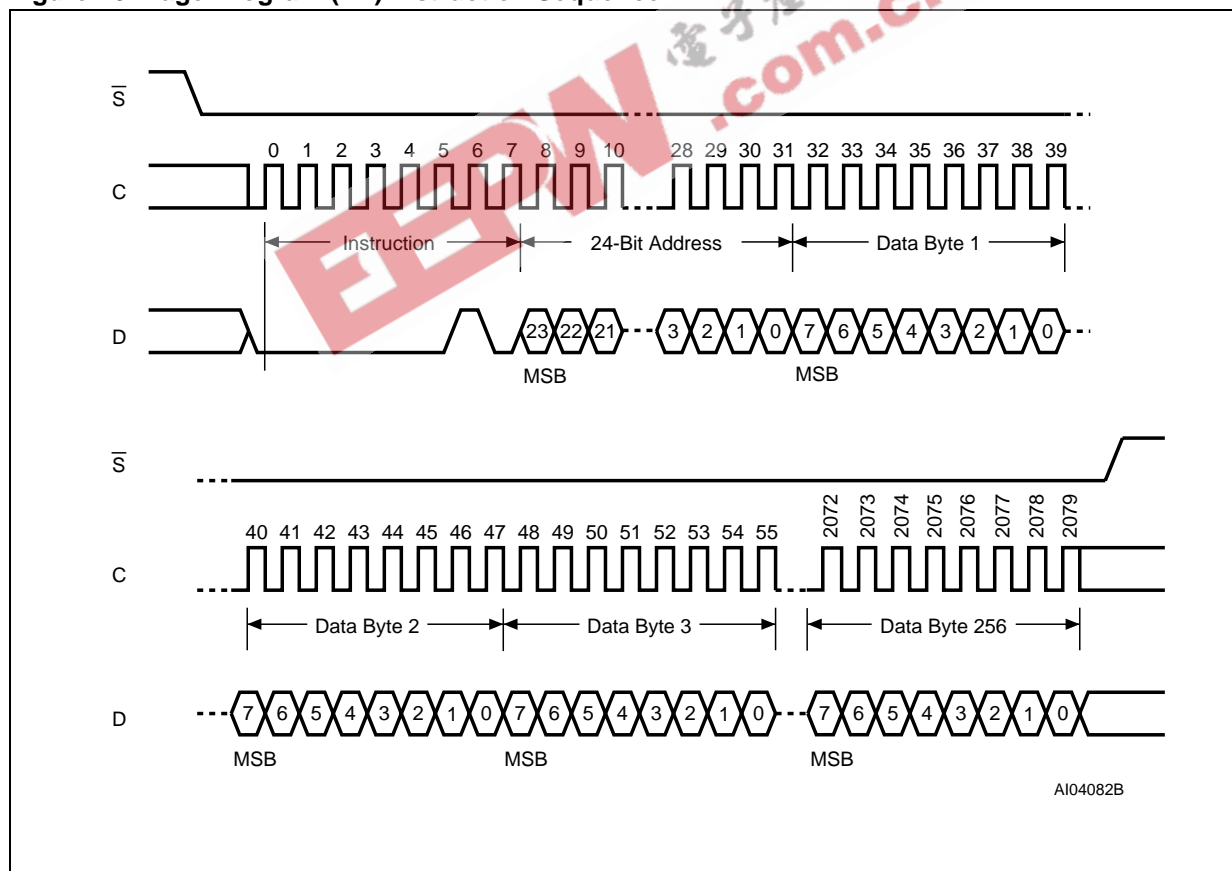 S
0 1 2 3 4 5 6 7 8 9 10 28 29 30 31 32 33 34 35 36 37 38 39
C
Instruction 24-Bit Address Data Byte 1
D
23 22 21 3 2 1 0 7 6 5 4 3 2 1 0
MSB MSB
S
40 41 42 43 44 45 46 47 48 49 50 51 52 53 54 55 2072 2073 2074 2075 2076 2077 2078 2079
C
Data Byte 2 Data Byte 3 Data Byte 256
D
7 6 5 4 3 2 1 0 7 6 5 4 3 2 1 0 7 6 5 4 3 2 1 0
MSB MSB MSB
AI04082B
EEPW
電子
.com.c